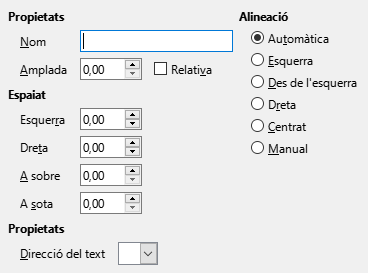 Propietats
Nom
Amplada 0,00 Relativa
Espaiat
Esquerra 0,00
Dreta 0,00
A sobre 0,00
A sota 0,00
Propietats
Direcció del text
Alineació
Automàtica
Esquerra
Des de l'esquerra
Dreta
Centrat
Manual